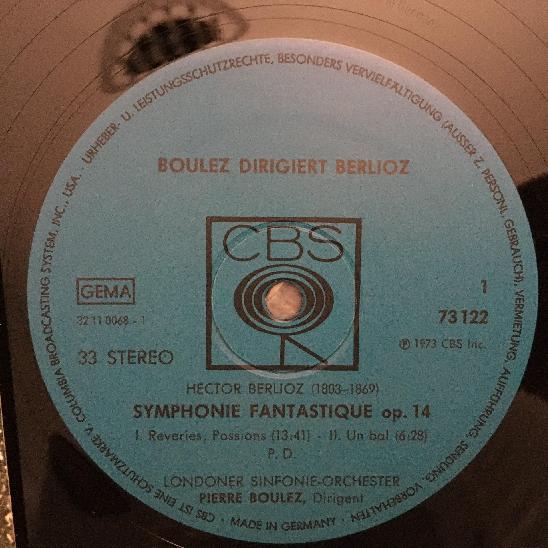 URHEBER- U. LEISTUNGSSCHUTZRECHTE, BESONDERS VERVIELFÄLTIGUNG (AUSSER Z. PERSÖNL. GEBRAUCH), VERMIETUNG, AUFFÜHRUNG, SENDUNG, VORBEHALTEN
BOULEZ DIRIGIERT BERLIOZ
CBS
GEMA
32 11 0068 - 1
33 STEREO
1
73 122
℗ 1973 CBS Inc.
HECTOR BERLIOZ (1803-1869)
SYMPHONIE FANTASTIQUE op. 14
I. Reveries, Passions (13:41) - II. Un bal (6:28)
P. D.
LONDONER SINFONIE-ORCHESTER
PIERRE BOULEZ, Dirigent
CBS IST EINE SCHUTZMARKE V. COLUMBIA BROADCASTING SYSTEM, INC., USA.
· MADE IN GERMANY ·